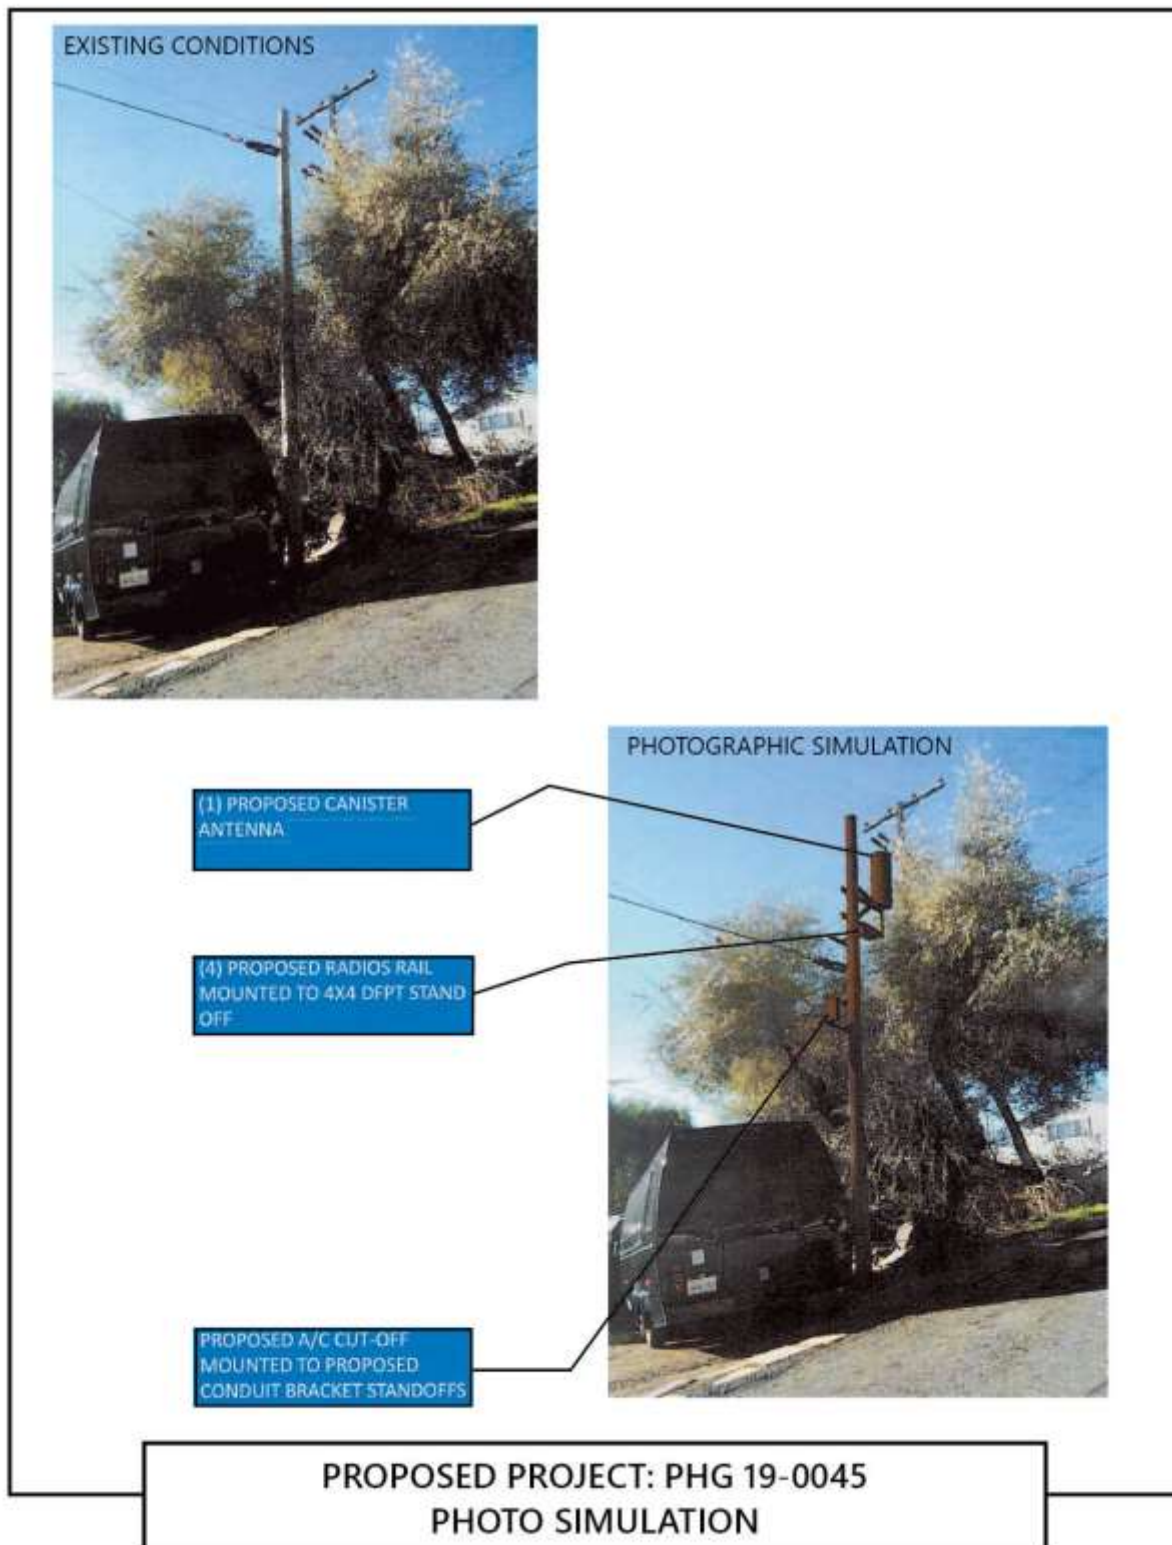 EXISTING CONDITIONS
PHOTOGRAPHIC SIMULATION
(1) PROPOSED CANISTER
ANTENNA
(4) PROPOSED RADIOS RAIL
MOUNTED TO 4X4 DFPT STAND
OFF
PROPOSED A/C CUT-OFF
MOUNTED TO PROPOSED
CONDUIT BRACKET STANDOFFS
PROPOSED PROJECT: PHG 19-0045
PHOTO SIMULATION